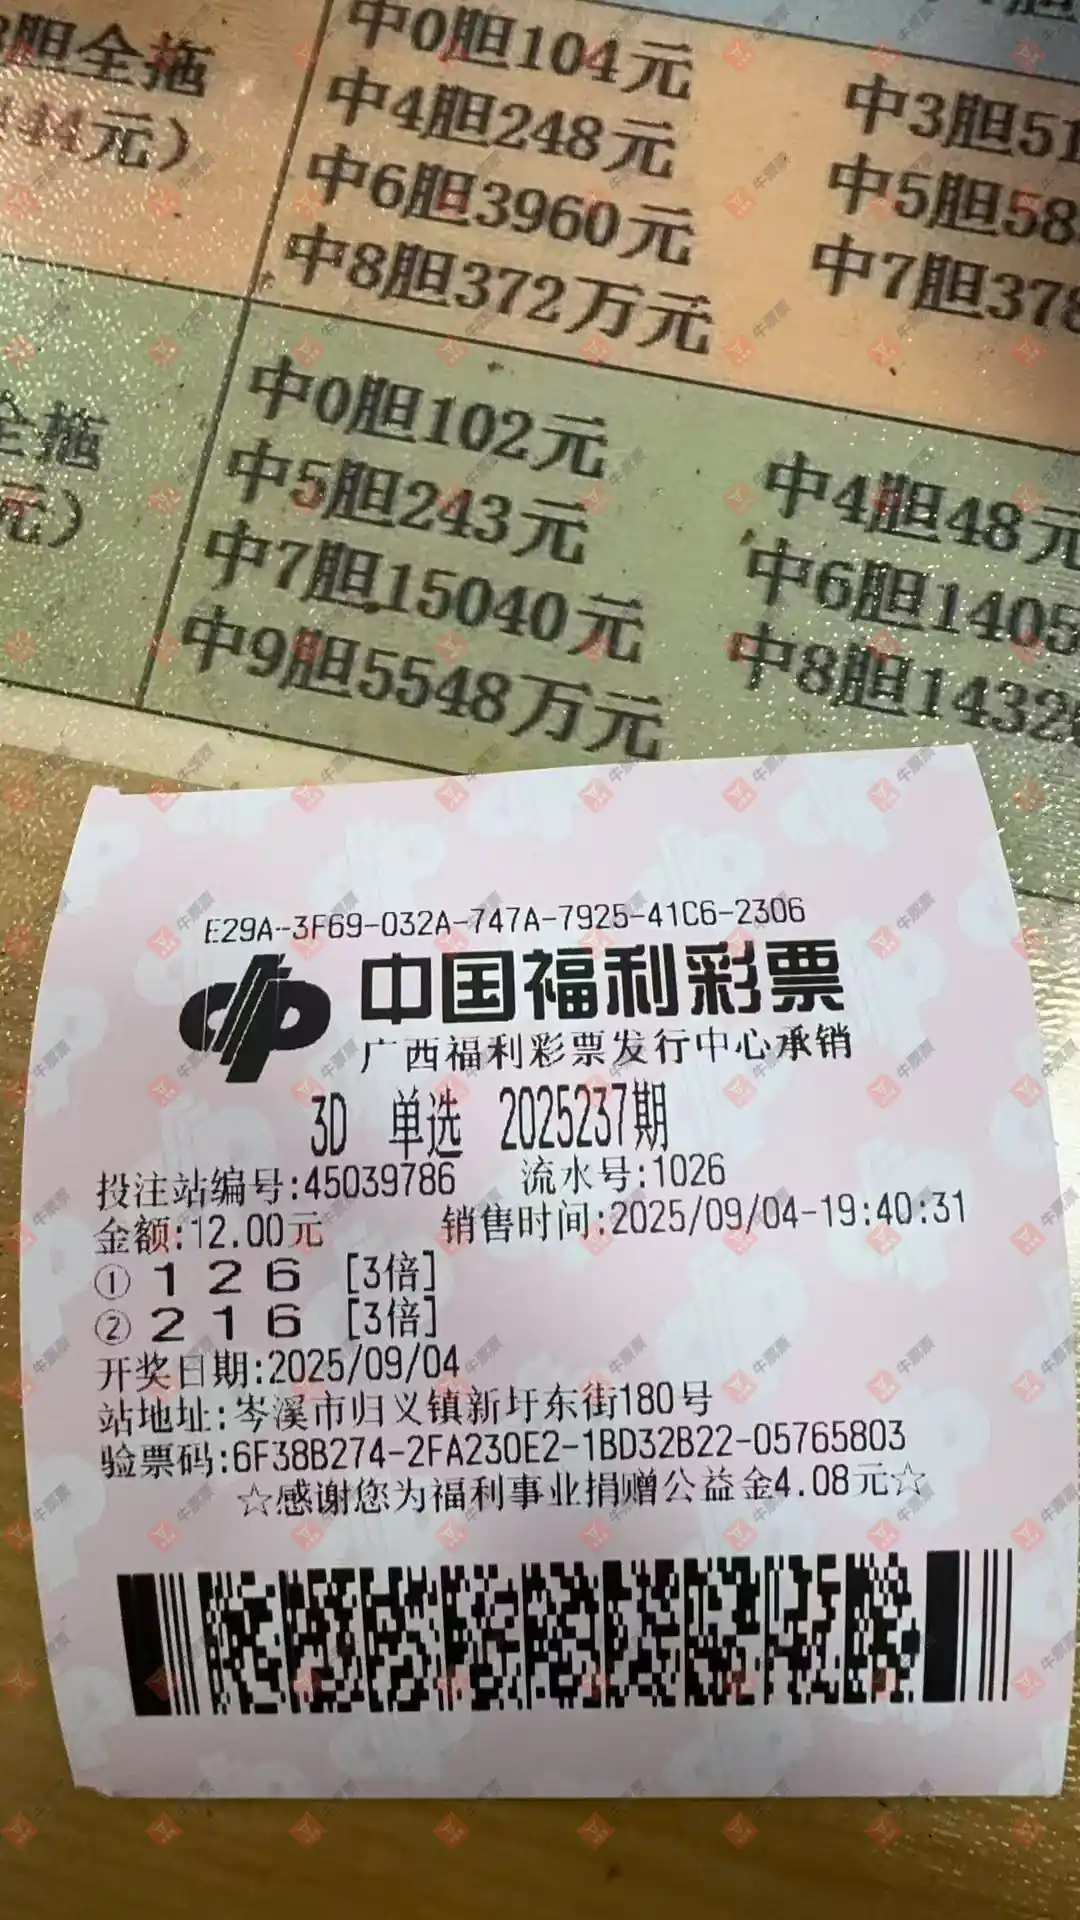 胆全拖
44元）
中0胆104元
中3胆51
中4胆248元
中5胆58
中6胆3960元
中7胆378
中8胆372万元
全拖
元）
中0胆102元
中4胆48元
中5胆243元
中6胆1405
中7胆15040元
中8胆1432
中9胆5548万元
E29A-3F69-032A-747A-7925-41C6-2306
中国福利彩票
广西福利彩票发行中心承销
3D 单选 2025237期
投注站编号:45039786 流水号:1026
金额:12.00元 销售时间:2025/09/04-19:40:31
① 1 2 6 [3倍]
② 2 1 6 [3倍]
开奖日期:2025/09/04
站地址:岑溪市归义镇新圩东街180号
验票码:6F38B274-2FA230E2-1BD32B22-05765803
☆感谢您为福利事业捐赠公益金4.08元☆
牛票票